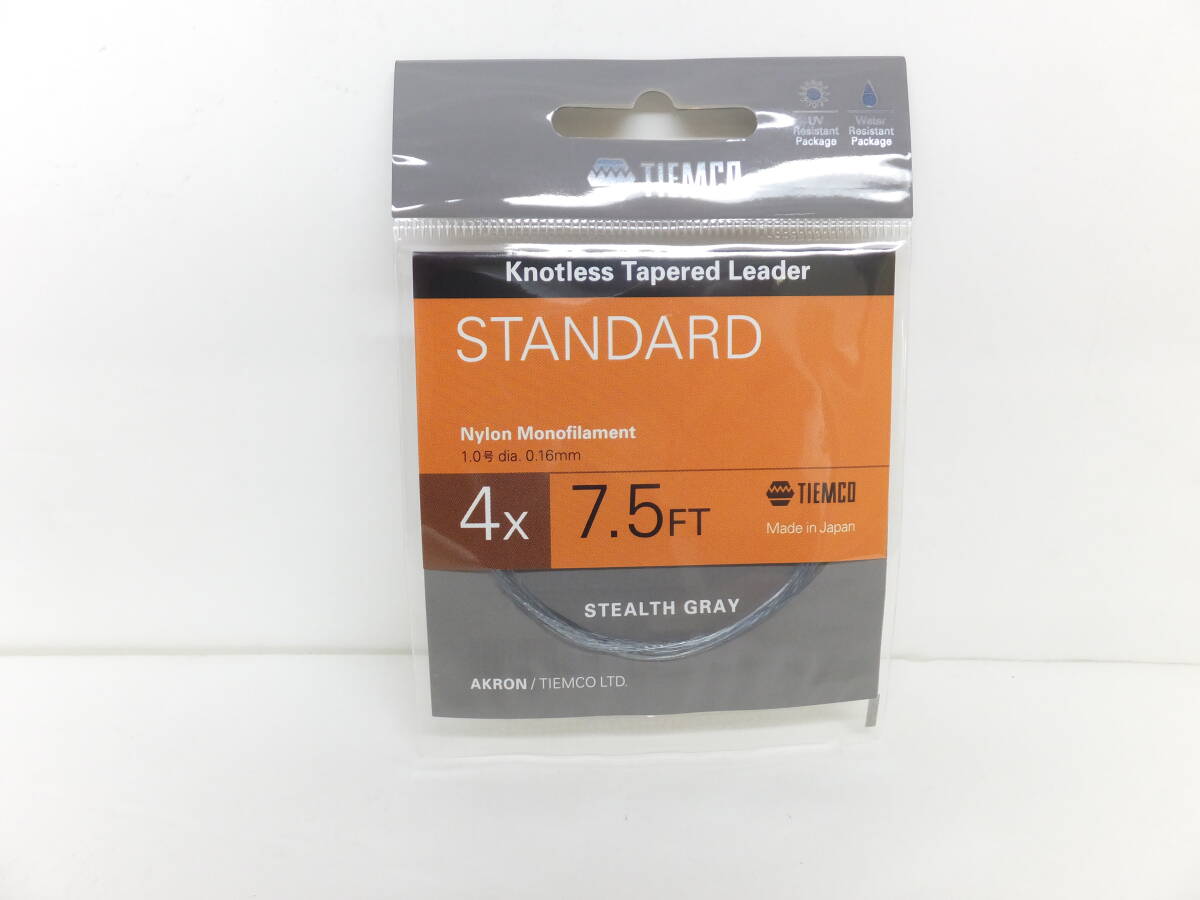 UV
Resistant
Package
Water
Resistant
Package
TIEMCO
Knotless Tapered Leader
STANDARD
Nylon Monofilament
1.0号 dia. 0.16mm
4x
7.5FT
TIEMCO
Made in Japan
STEALTH GRAY
AKRON / TIEMCO LTD.